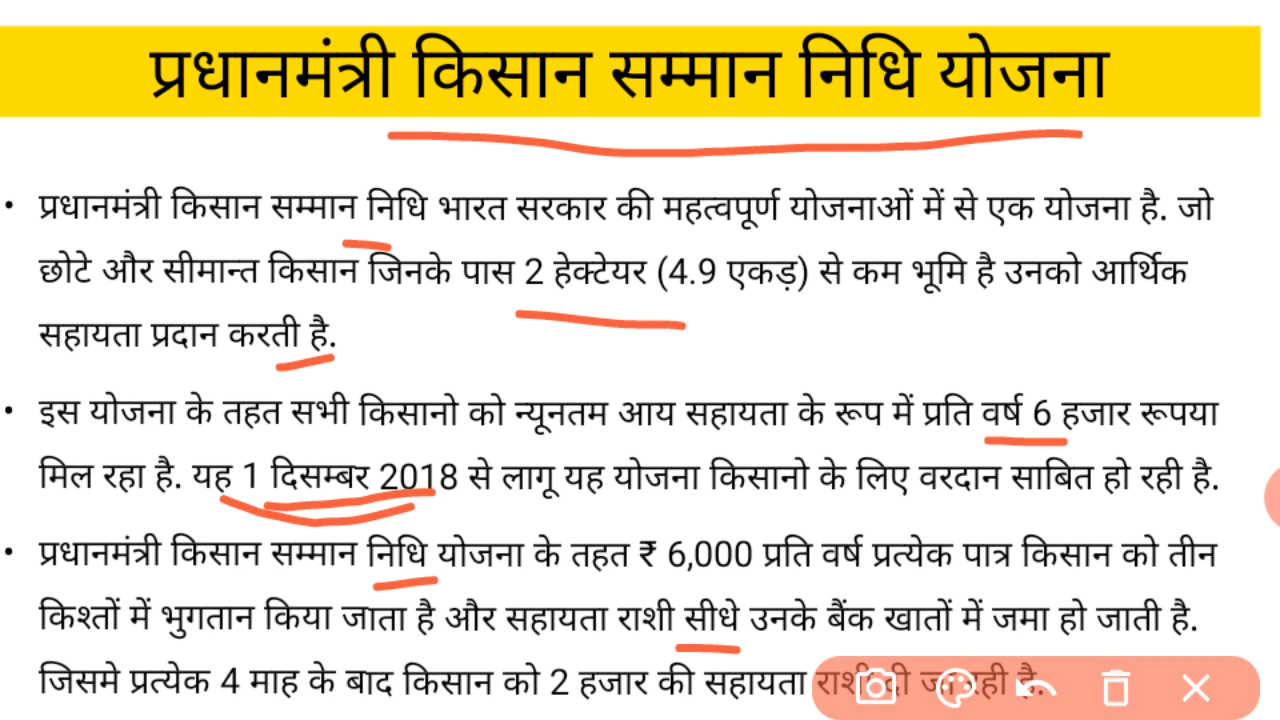 प्रधानमंत्री किसान सम्मान निधि योजना
• प्रधानमंत्री किसान सम्मान निधि भारत सरकार की महत्वपूर्ण योजनाओं में से एक योजना है. जो
छोटे और सीमान्त किसान जिनके पास 2 हेक्टेयर (4.9 एकड़) से कम भूमि है उनको आर्थिक
सहायता प्रदान करती है.
• इस योजना के तहत सभी किसानो को न्यूनतम आय सहायता के रूप में प्रति वर्ष 6 हजार रूपया
मिल रहा है. यह 1 दिसम्बर 2018 से लागू यह योजना किसानो के लिए वरदान साबित हो रही है.
• प्रधानमंत्री किसान सम्मान निधि योजना के तहत ₹ 6,000 प्रति वर्ष प्रत्येक पात्र किसान को तीन
किश्तों में भुगतान किया जाता है और सहायता राशी सीधे उनके बैंक खातों में जमा हो जाती है.
जिसमे प्रत्येक 4 माह के बाद किसान को 2 हजार की सहायता राशी दी जा रही है.